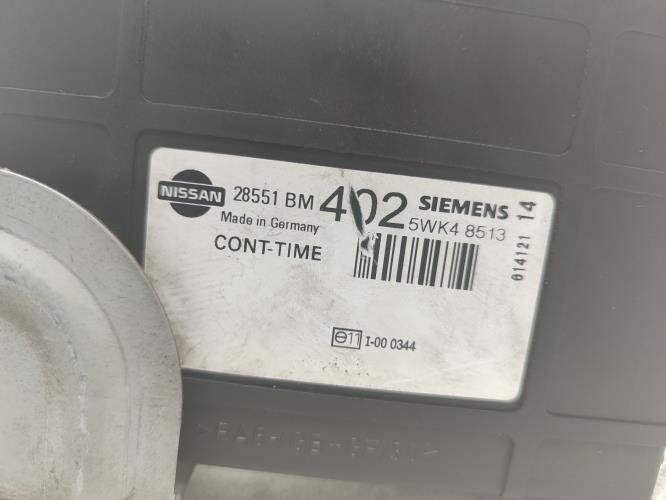 NISSAN 28551 BM 402 SIEMENS
Made in Germany 5WK4 8513
CONT-TIME
014121 14
e11 I-00 0344